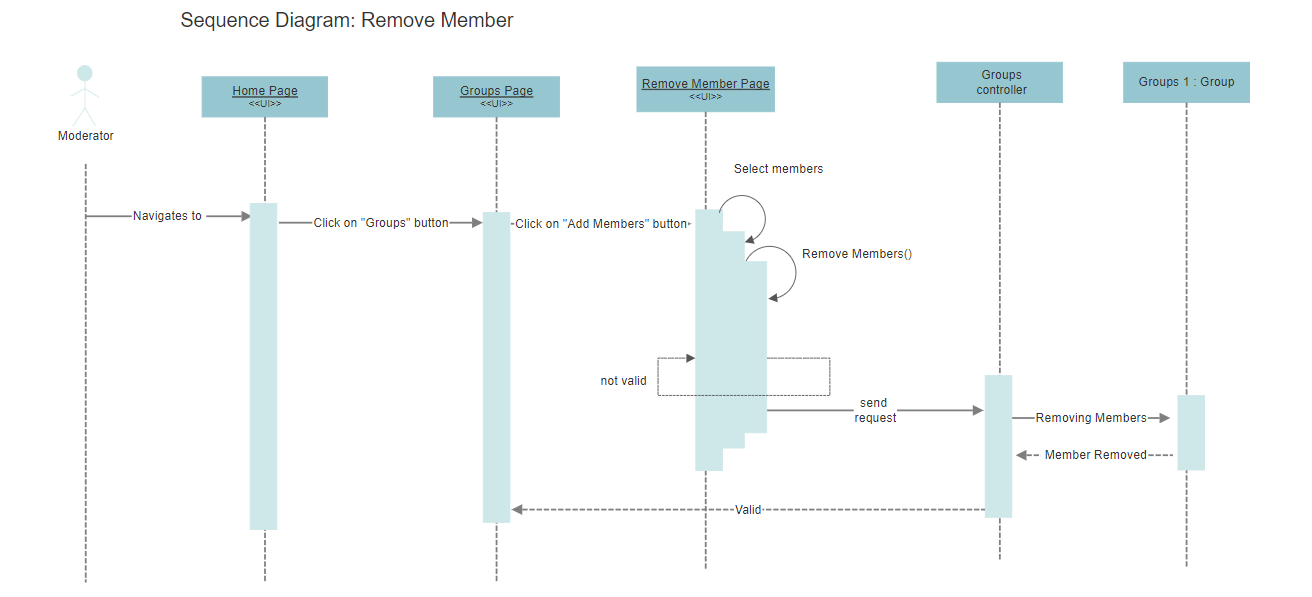 Sequence Diagram: Remove Member
Moderator
Home Page
<<UI>>
Groups Page
<<UI>>
Remove Member Page
<<UI>>
Groups
controller
Groups 1 : Group
Select members
Navigates to
Click on "Groups" button
Click on "Add Members" button
Remove Members()
not valid
send
request
Removing Members
Member Removed
Valid